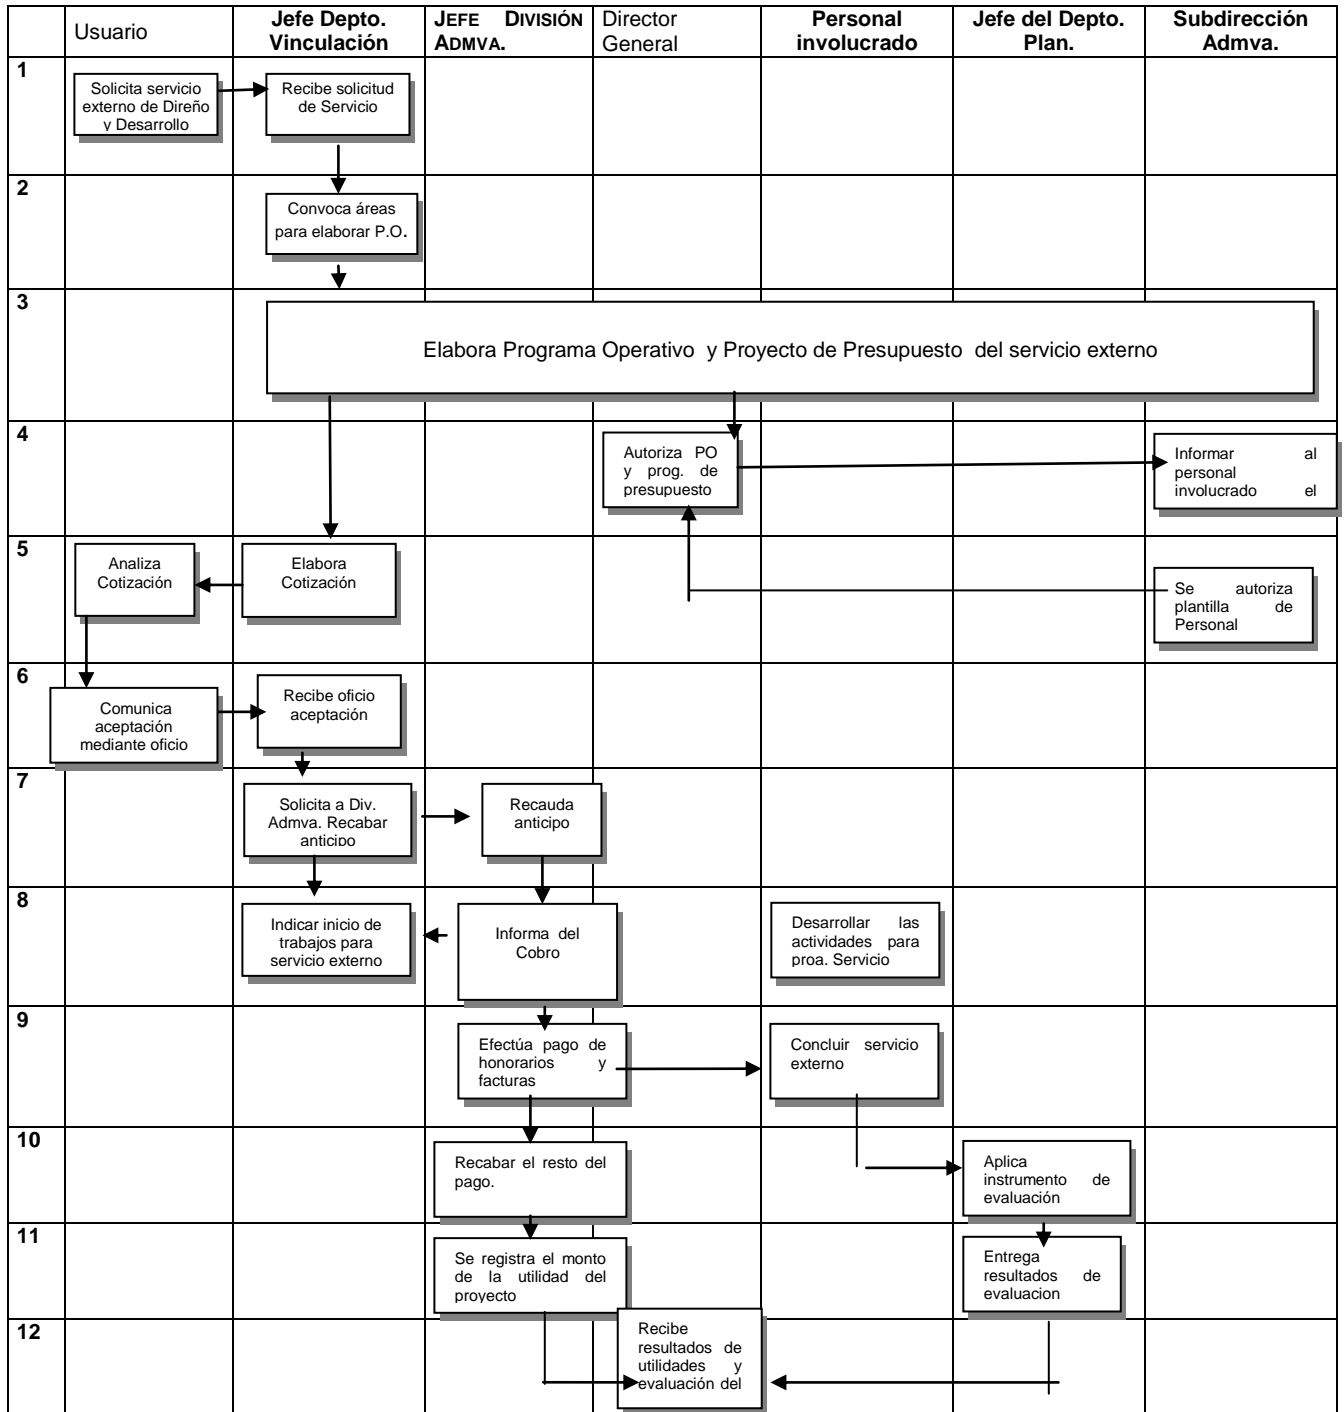 Usuario
Jefe Depto.
Vinculación
JEFE DIVISIÓN
ADMVA.
Director
General
Personal
involucrado
Jefe del Depto.
Plan.
Subdirección
Admva.
1
Solicita servicio
externo de Direño
y Desarrollo
Recibe solicitud
de Servicio
2
Convoca áreas
para elaborar P.O.
3
Elabora Programa Operativo y Proyecto de Presupuesto del servicio externo
4
Autoriza PO
y prog. de
presupuesto
Informar al
personal
involucrado el
5
Analiza
Cotización
Elabora
Cotización
Se autoriza
plantilla de
Personal
6
Comunica
aceptación
mediante oficio
Recibe oficio
aceptación
7
Solicita a Div.
Admva. Recabar
anticipo
Recauda
anticipo
8
Indicar inicio de
trabajos para
servicio externo
Informa del
Cobro
Desarrollar las
actividades para
proa. Servicio
9
Efectúa pago de
honorarios y
facturas
Concluir servicio
externo
10
Recabar el resto del
pago.
Aplica
instrumento de
evaluación
11
Se registra el monto
de la utilidad del
proyecto
Entrega
resultados de
evaluacion
12
Recibe
resultados de
utilidades y
evaluación del